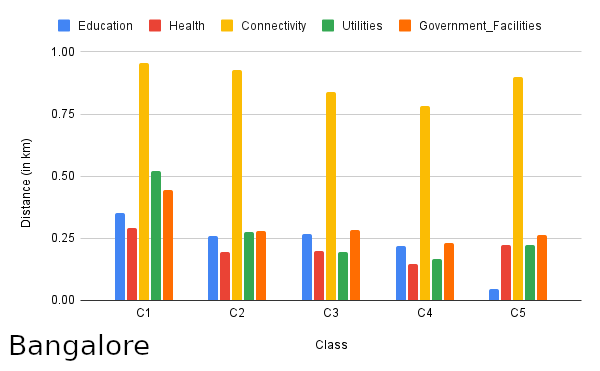 Education Health Connectivity Utilities Government_Facilities
1.00
0.75
0.50
0.25
0.00
Distance (in km)
C1 C2 C3 C4 C5
Class
Bangalore